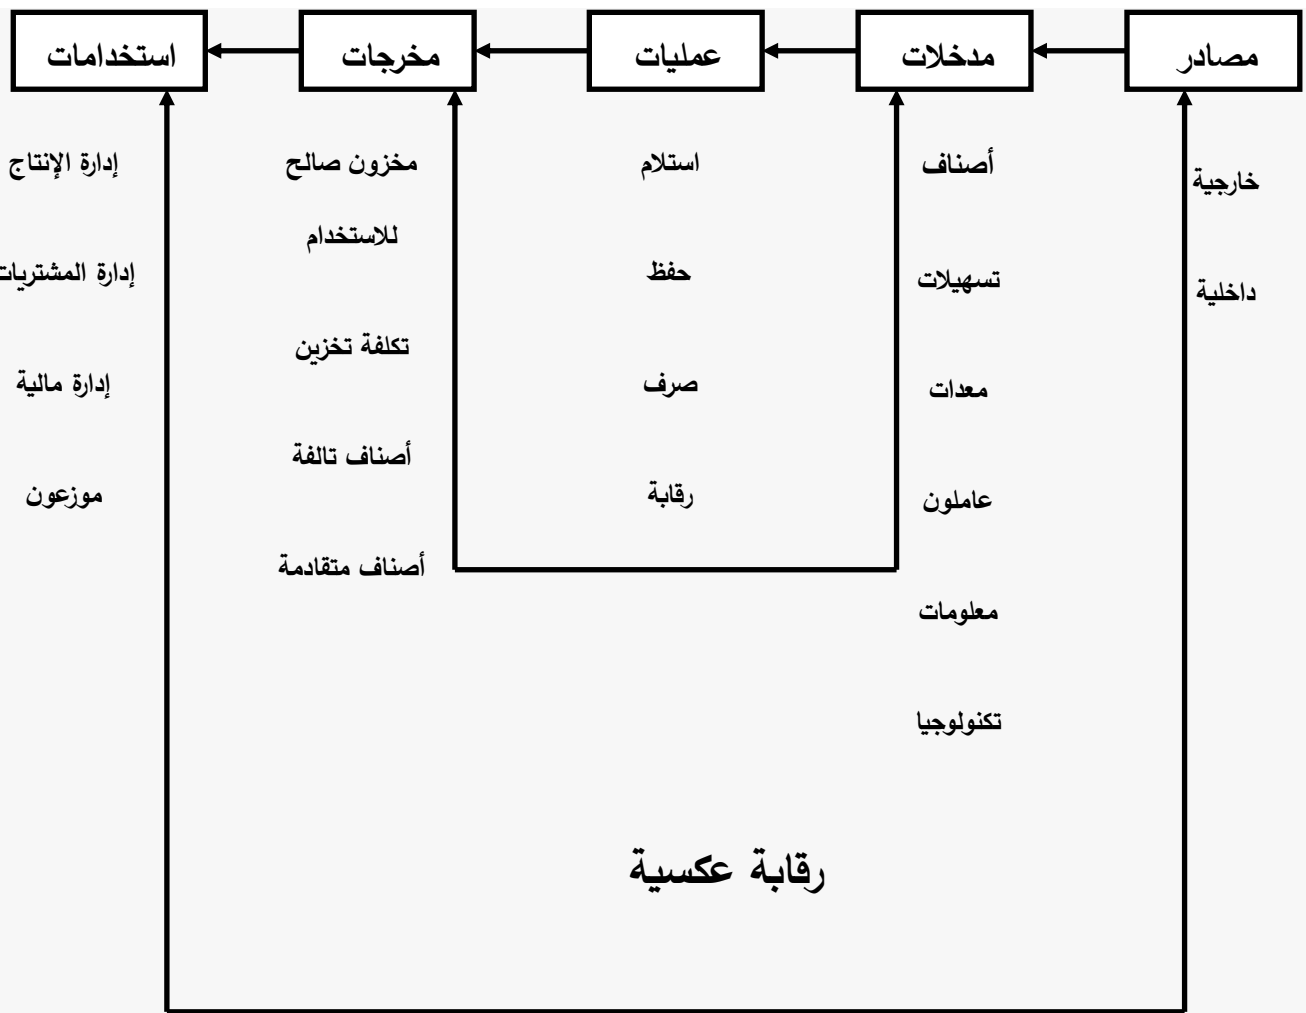 مصادر
مدخلات
عمليات
مخرجات
استخدامات
خارجية
داخلية
أصناف
تسهيلات
معدات
عاملون
معلومات
تكنولوجيا
استلام
حفظ
صرف
رقابة
مخزون صالح
للاستخدام
تكلفة تخزين
أصناف تالفة
أصناف متقادمة
إدارة الإنتاج
إدارة المشتريات
إدارة مالية
موزعون
رقابة عكسية